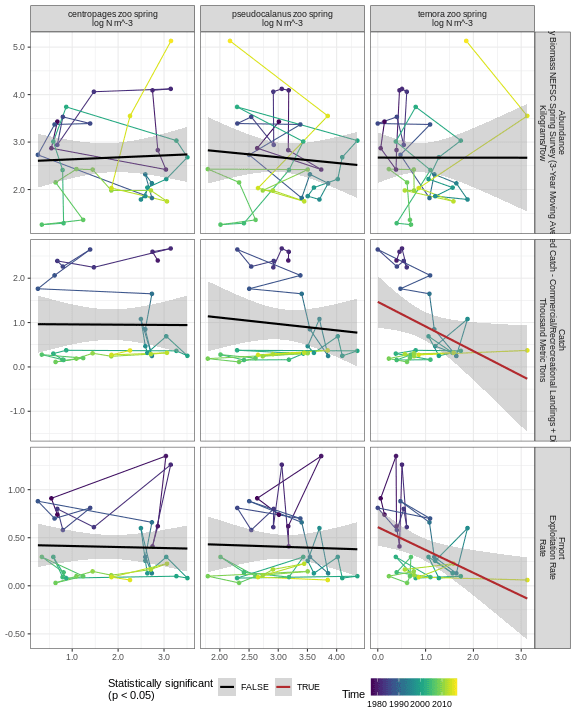 centropages zoo spring
log N m^-3
pseudocalanus zoo spring
log N m^-3
temora zoo spring
log N m^-3
5.0
4.0
3.0
2.0
Abundance
y Biomass NEFSC Spring Survey (3-Year Moving Ave
Kilograms/tow
2.0
1.0
0.0
-1.0
Catch
ed Catch - Commercial/Recreational Landings + D
Thousand Metric Tons
1.00
0.50
0.00
-0.50
Fmort
Exploitation Rate
Rate
1.0 2.0 3.0
2.00 2.50 3.00 3.50 4.00
0.0 1.0 2.0 3.0
Statistically significant
(p < 0.05)
FALSE TRUE
Time
1980 1990 2000 2010